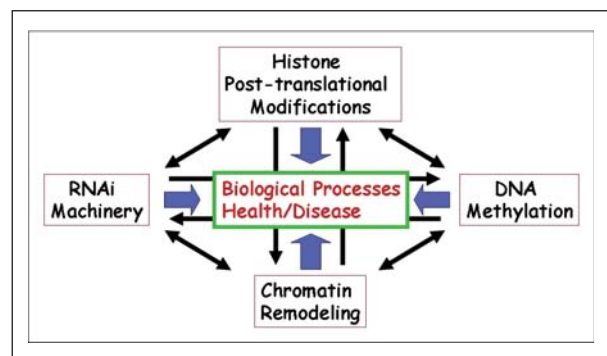 Histone
Post-translational
Modifications
RNAi
Machinery
Biological Processes
Health/Disease
DNA
Methylation
Chromatin
Remodeling